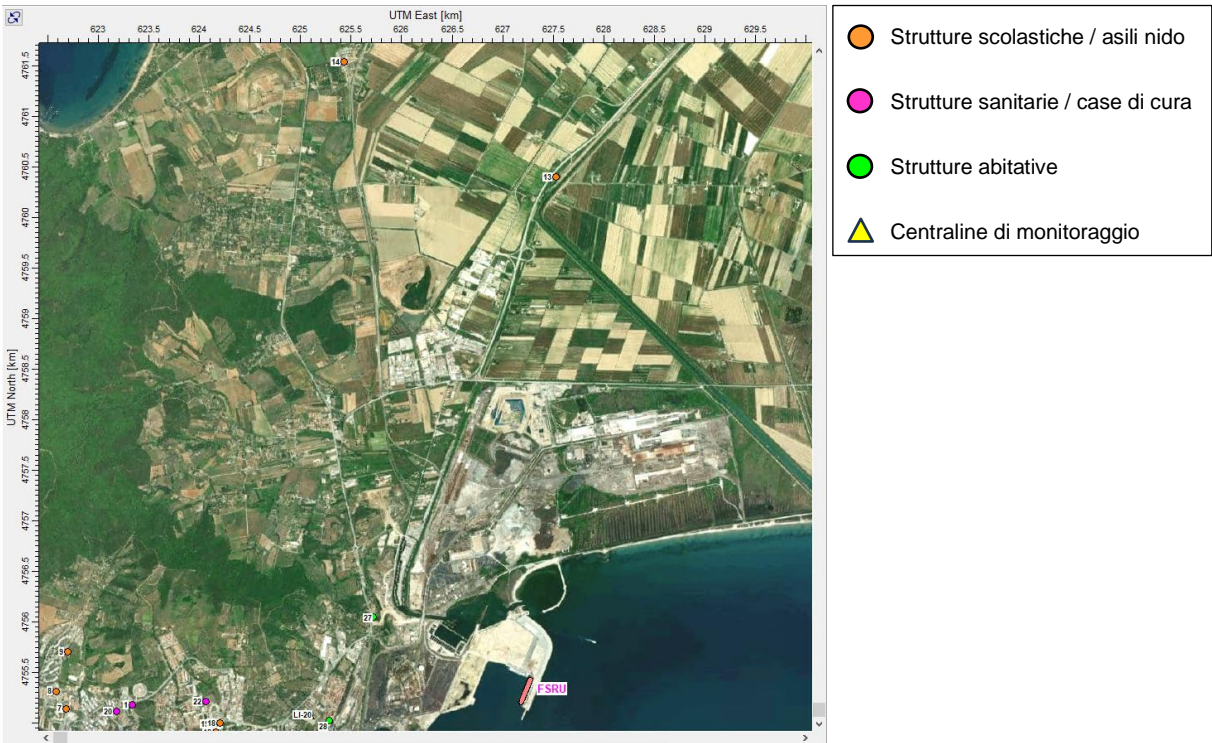 UTM East [km]
623 623.5 624 624.5 625 625.5 626 626.5 627 627.5 628 628.5 629 629.5
UTM North [km]
4761.5
4761
4760.5
4760
4759.5
4759
4758.5
4758
4757.5
4757
4756.5
4756
4755.5
14
13
27
9
8
7
20
1
22
18
LI-20
28
FSRU
Strutture scolastiche / asili nido
Strutture sanitarie / case di cura
Strutture abitative
Centraline di monitoraggio